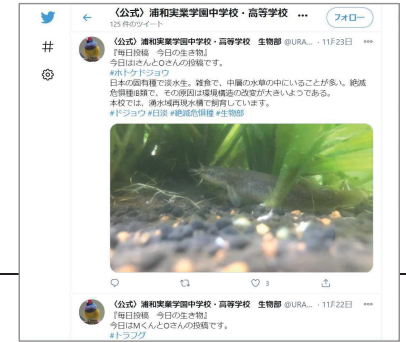 〈公式〉浦和実業学園中学校・高等学校 ...
125 件のツイート
フォロー
〈公式〉浦和実業学園中学校・高等学校 生物部 @URA... · 11月23日
『毎日投稿 今日の生き物』
今日はIさんとOさんの投稿です。
#ホトケドジョウ
日本の固有種で淡水生。雑食で、中層の水草の中にいることが多い。絶滅
危惧種IB類で、その原因は環境構造の改変が大きいようである。
本校では、湧水域再現水槽で飼育しています。
#ドジョウ #日淡 #絶滅危惧種 #生物部
3
〈公式〉浦和実業学園中学校・高等学校 生物部 @URA... · 11月22日
『毎日投稿 今日の生き物』
今日はMくんとOさんの投稿です。
#トラフグ